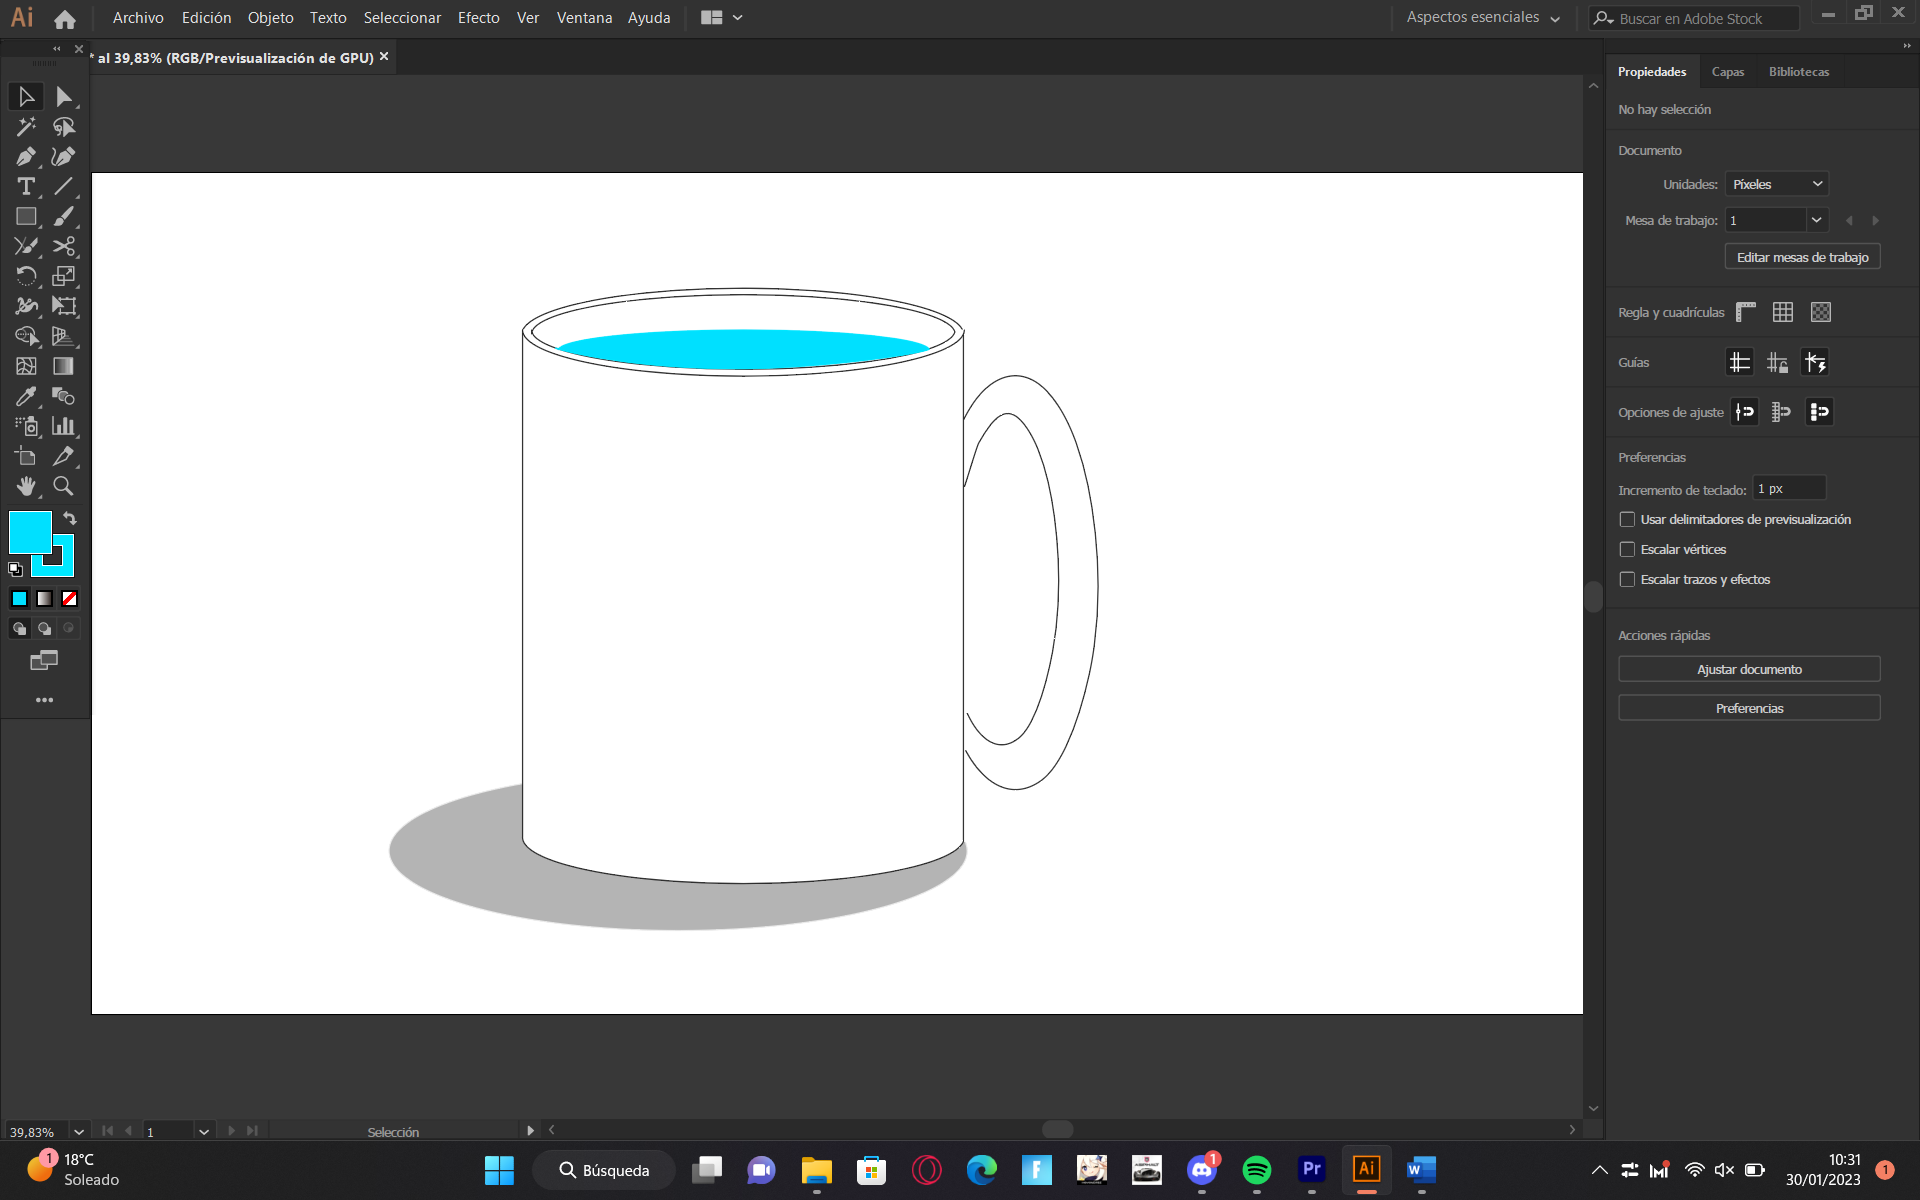 Ai Archivo Edición Objeto Texto Seleccionar Efecto Ver Ventana Ayuda Aspectos esenciales Buscar en Adobe Stock
* al 39,83% (RGB/Previsualización de GPU) ×
Propiedades Capas Bibliotecas
No hay selección
Documento
Unidades: Píxeles
Mesa de trabajo: 1
Editar mesas de trabajo
Regla y cuadrículas
Guías
Opciones de ajuste
Preferencias
Incremento de teclado: 1 px
Usar delimitadores de previsualización
Escalar vértices
Escalar trazos y efectos
Acciones rápidas
Ajustar documento
Preferencias
39,83% 1 Selección
1 18°C
Soleado
Búsqueda
F
1
Pr
Ai
W
10:31
30/01/2023
1